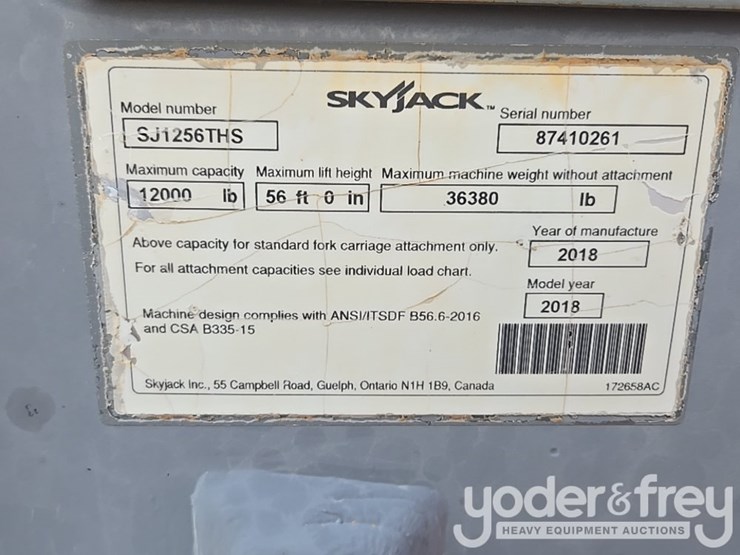 SKYJACK™
Model number
SJ1256THS
Serial number
87410261
Maximum capacity
12000 lb
Maximum lift height
56 ft 0 in
Maximum machine weight without attachment
36380 lb
Above capacity for standard fork carriage attachment only.
For all attachment capacities see individual load chart.
Year of manufacture
2018
Model year
2018
Machine design complies with ANSI/ITSDF B56.6-2016
and CSA B335-15
Skyjack Inc., 55 Campbell Road, Guelph, Ontario N1H 1B9, Canada
172658AC
yoder&frey
HEAVY EQUIPMENT AUCTIONS